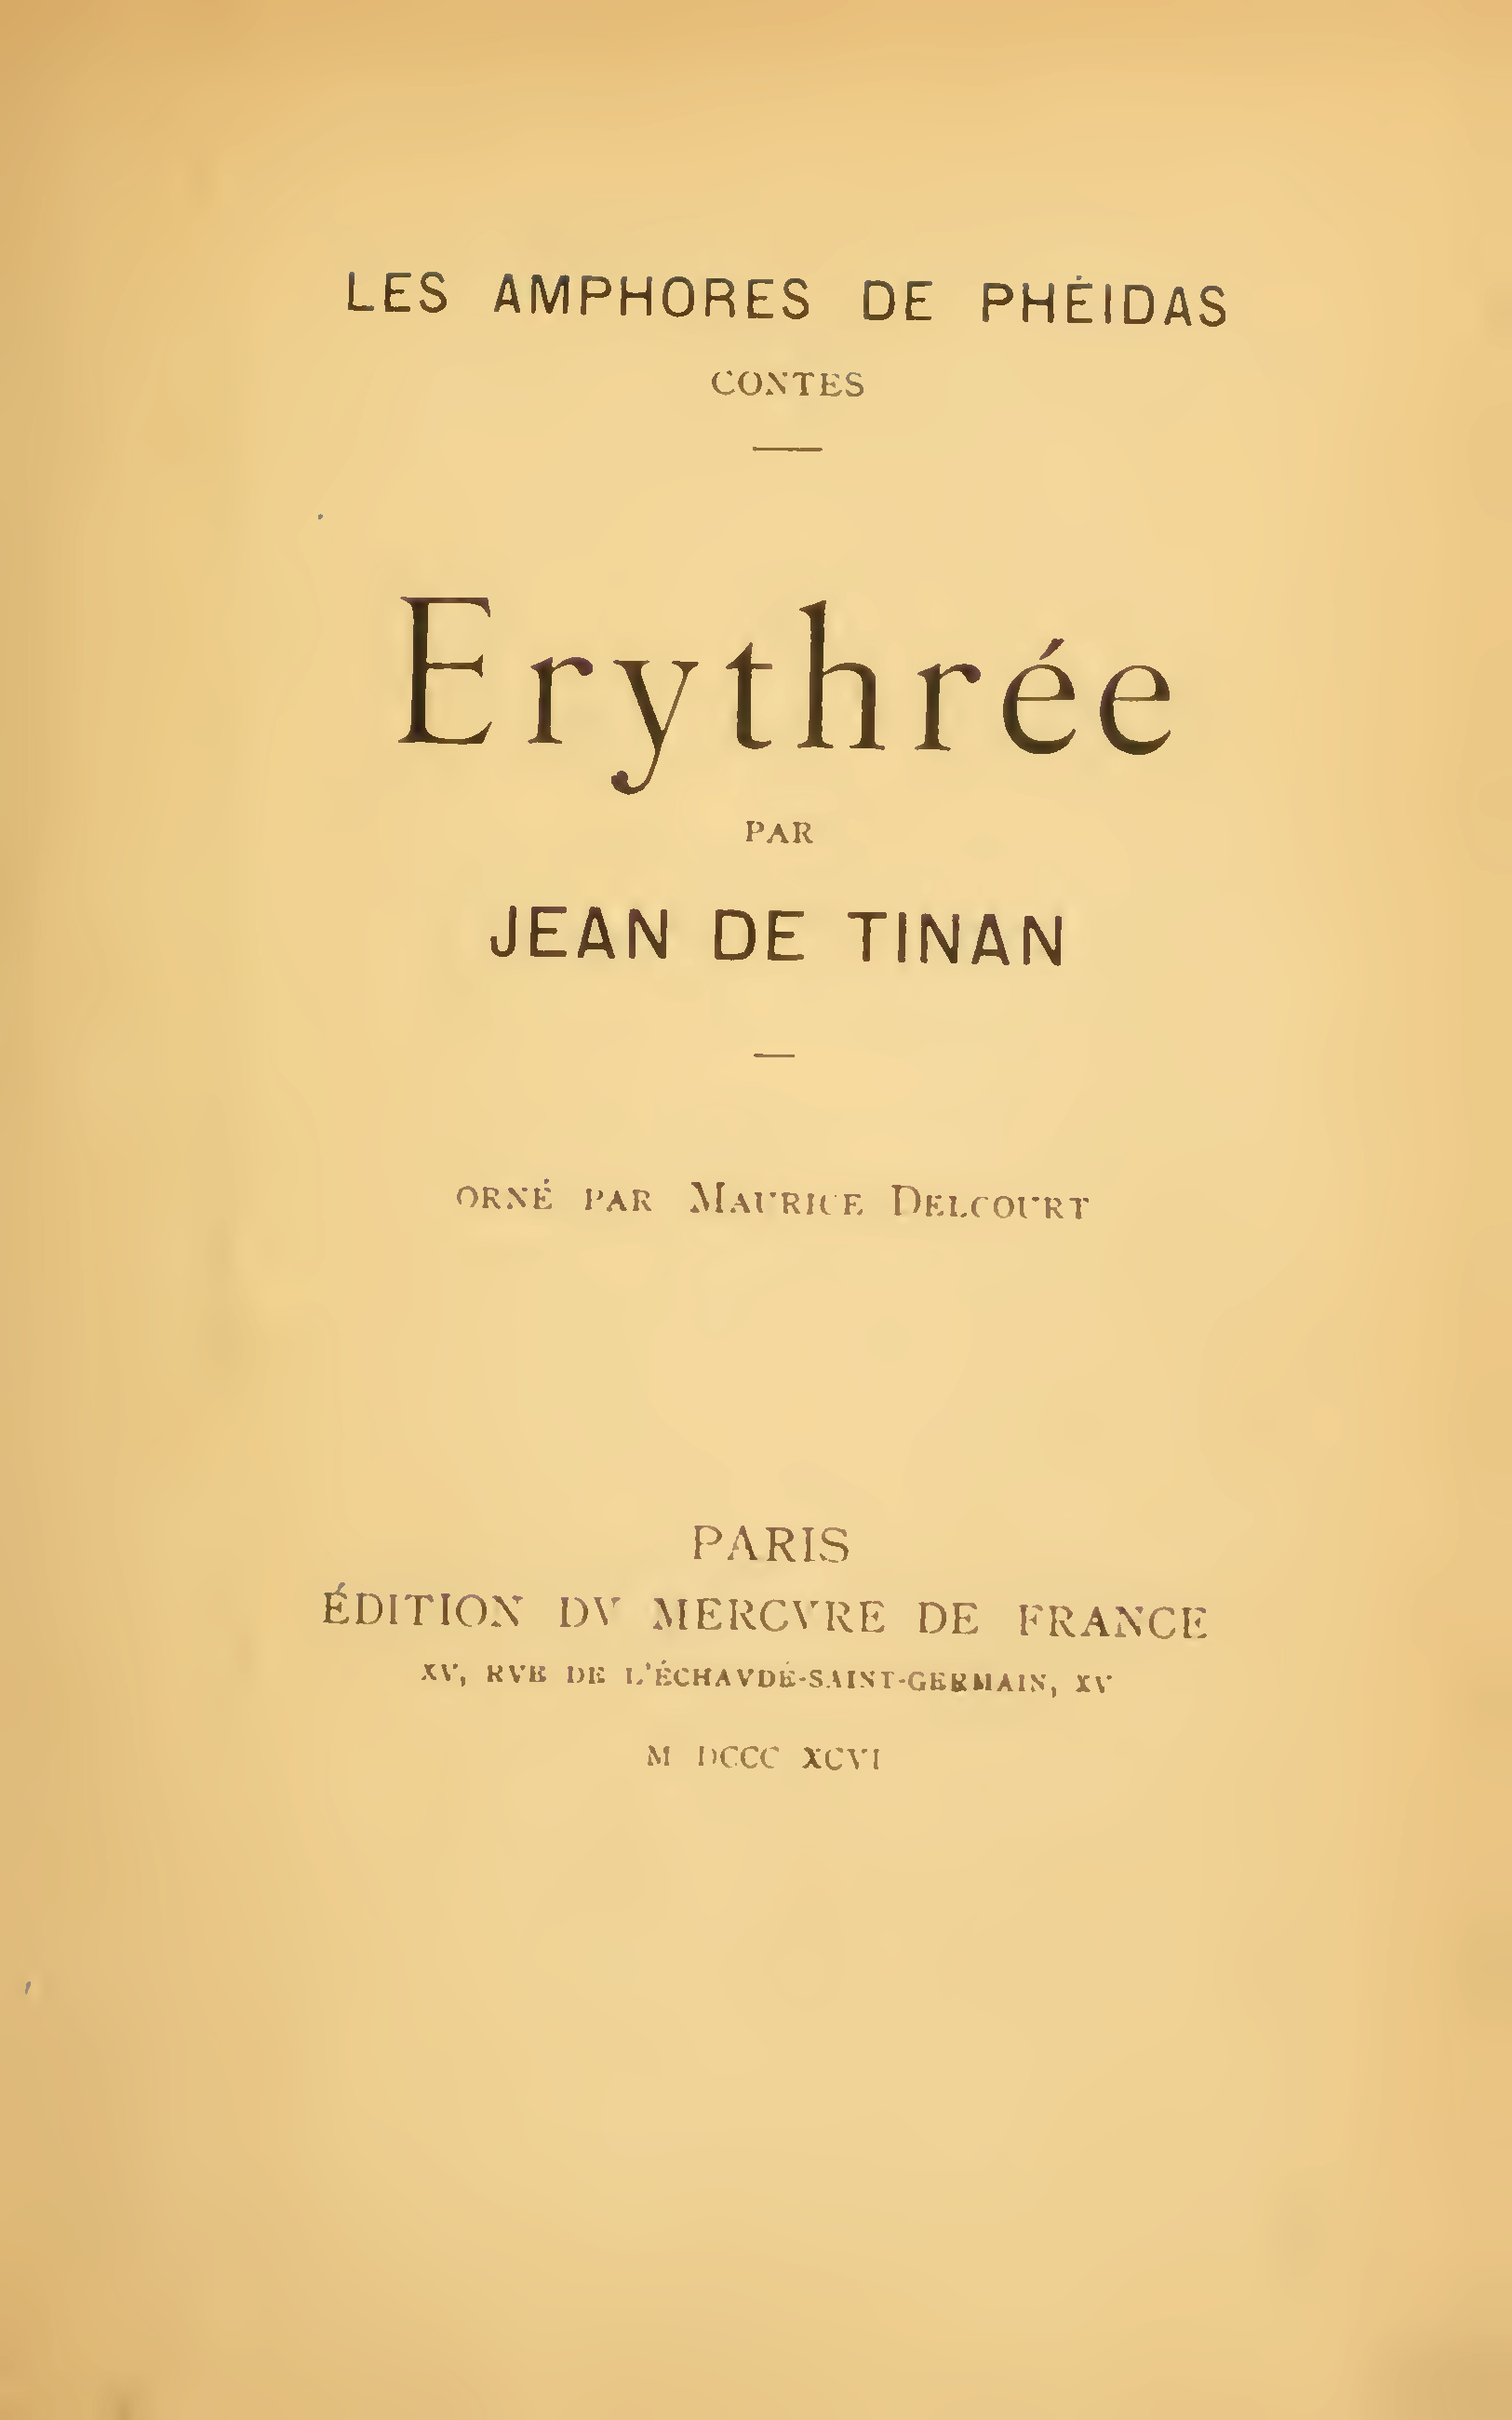 LES AMPHORES DE PHÉIDAS
CONTES
Erythrée
PAR
JEAN DE TINAN
ORNÉ PAR MAURICE DELCOURT
PARIS
ÉDITION DV MERCVRE DE FRANCE
XV, RVE DE L'ÉCHAVDÉ-SAINT-GERMAIN, XV
M DCCC XCVI